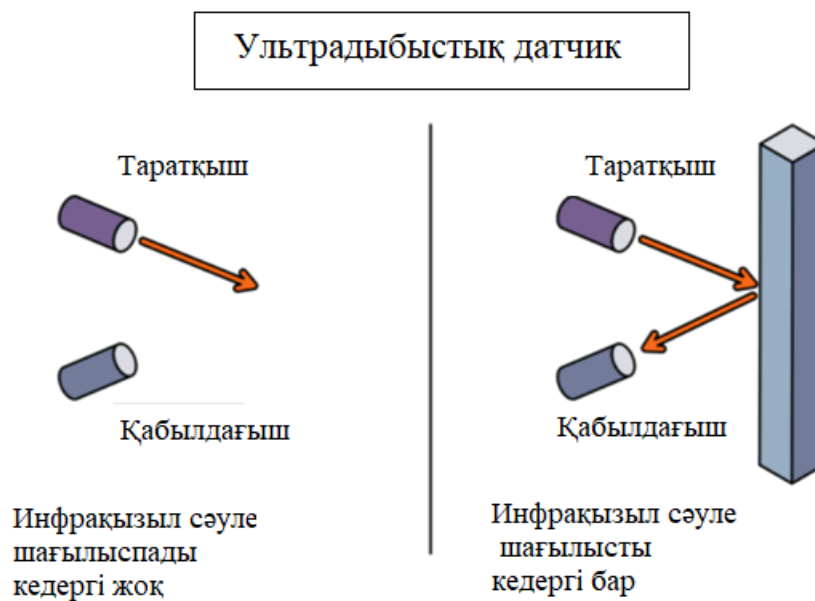 Ультрадыбыстық датчик
Таратқыш
Қабылдағыш
Инфрақызыл сәуле
шағылыспады
кедергі жоқ
Таратқыш
Қабылдағыш
Инфрақызыл сәуле
шағылысты
кедергі бар